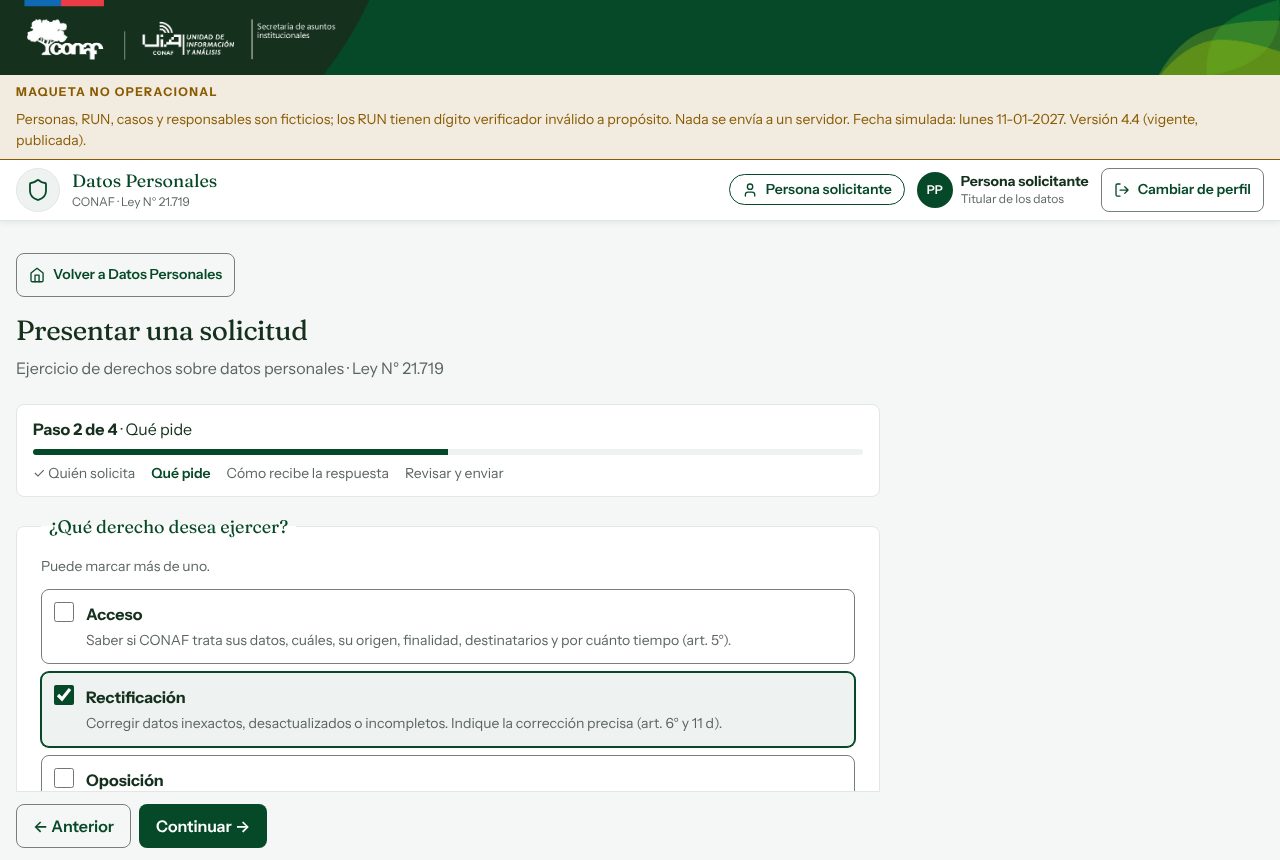 conaf
UiA
CONAF
UNIDAD DE
INFORMACIÓN
Y ANÁLISIS
Secretaría de asuntos
institucionales
MAQUETA NO OPERACIONAL
Personas, RUN, casos y responsables son ficticios; los RUN tienen dígito verificador inválido a propósito. Nada se envía a un servidor. Fecha simulada: lunes 11-01-2027. Versión 4.4 (vigente,
publicada).
Datos Personales
CONAF · Ley N° 21.719
Persona solicitante
PP
Persona solicitante
Titular de los datos
Cambiar de perfil
Volver a Datos Personales
Presentar una solicitud
Ejercicio de derechos sobre datos personales · Ley N° 21.719
Paso 2 de 4 · Qué pide
✓ Quién solicita Qué pide Cómo recibe la respuesta Revisar y enviar
¿Qué derecho desea ejercer?
Puede marcar más de uno.
Acceso
Saber si CONAF trata sus datos, cuáles, su origen, finalidad, destinatarios y por cuánto tiempo (art. 5°).
Rectificación
Corregir datos inexactos, desactualizados o incompletos. Indique la corrección precisa (art. 6° y 11 d).
Oposición
← Anterior
Continuar →